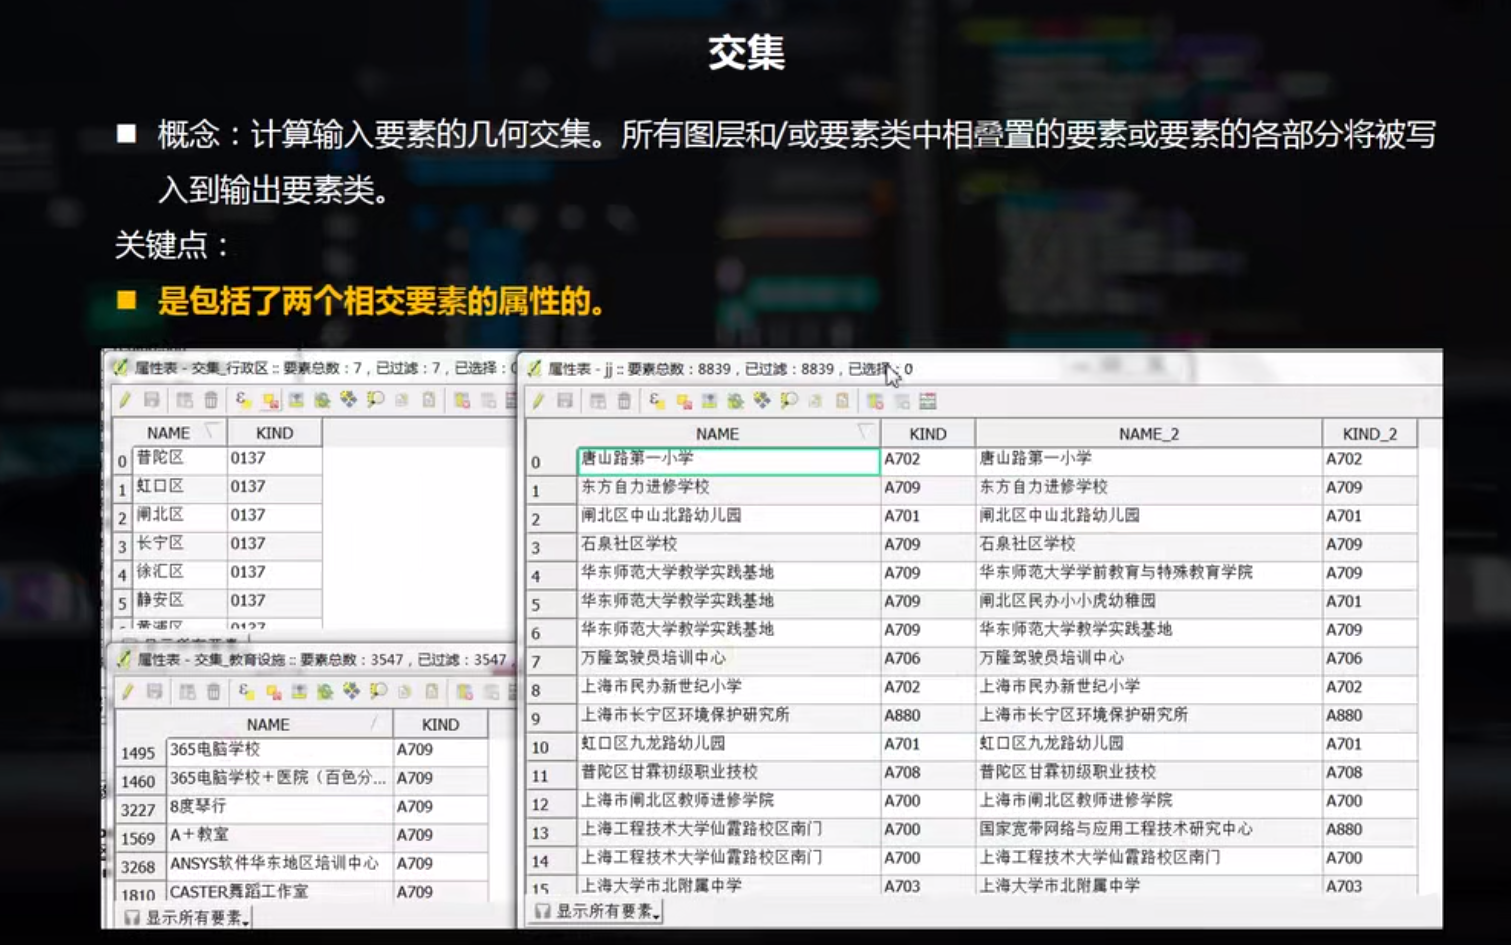 交集
■ 概念：计算输入要素的几何交集。所有图层和/或要素类中相叠置的要素或要素的各部分将被写
入到输出要素类。
关键点：
■ 是包括了两个相交要素的属性的。
属性表 - 交集_行政区 :: 要素总数：7，已过滤：7，已选择：
NAME KIND
0 普陀区 0137
1 虹口区 0137
2 闸北区 0137
3 长宁区 0137
4 徐汇区 0137
5 静安区 0137
黄浦区 0137
显示所有要素
属性表 - 交集_教育设施 :: 要素总数：3547，已过滤：3547，
NAME KIND
1495 365电脑学校 A709
1460 365电脑学校＋医院（百色分... A709
3227 8度琴行 A709
1569 A＋教室 A709
3268 ANSYS软件华东地区培训中心 A709
1810 CASTER舞蹈工作室 A709
显示所有要素
属性表 - jj :: 要素总数：8839，已过滤：8839，已选择：0
NAME KIND NAME_2 KIND_2
0 唐山路第一小学 A702 唐山路第一小学 A702
1 东方自力进修学校 A709 东方自力进修学校 A709
2 闸北区中山北路幼儿园 A701 闸北区中山北路幼儿园 A701
3 石泉社区学校 A709 石泉社区学校 A709
4 华东师范大学教学实践基地 A709 华东师范大学学前教育与特殊教育学院 A709
5 华东师范大学教学实践基地 A709 闸北区民办小小虎幼稚园 A701
6 华东师范大学教学实践基地 A709 华东师范大学教学实践基地 A709
7 万隆驾驶员培训中心 A706 万隆驾驶员培训中心 A706
8 上海市民办新世纪小学 A702 上海市民办新世纪小学 A702
9 上海市长宁区环境保护研究所 A880 上海市长宁区环境保护研究所 A880
10 虹口区九龙路幼儿园 A701 虹口区九龙路幼儿园 A701
11 普陀区甘霖初级职业技校 A708 普陀区甘霖初级职业技校 A708
12 上海市闸北区教师进修学院 A700 上海市闸北区教师进修学院 A700
13 上海工程技术大学仙霞路校区南门 A700 国家宽带网络与应用工程技术研究中心 A880
14 上海工程技术大学仙霞路校区南门 A700 上海工程技术大学仙霞路校区南门 A700
15 上海大学市北附属中学 A703 上海大学市北附属中学 A703
显示所有要素